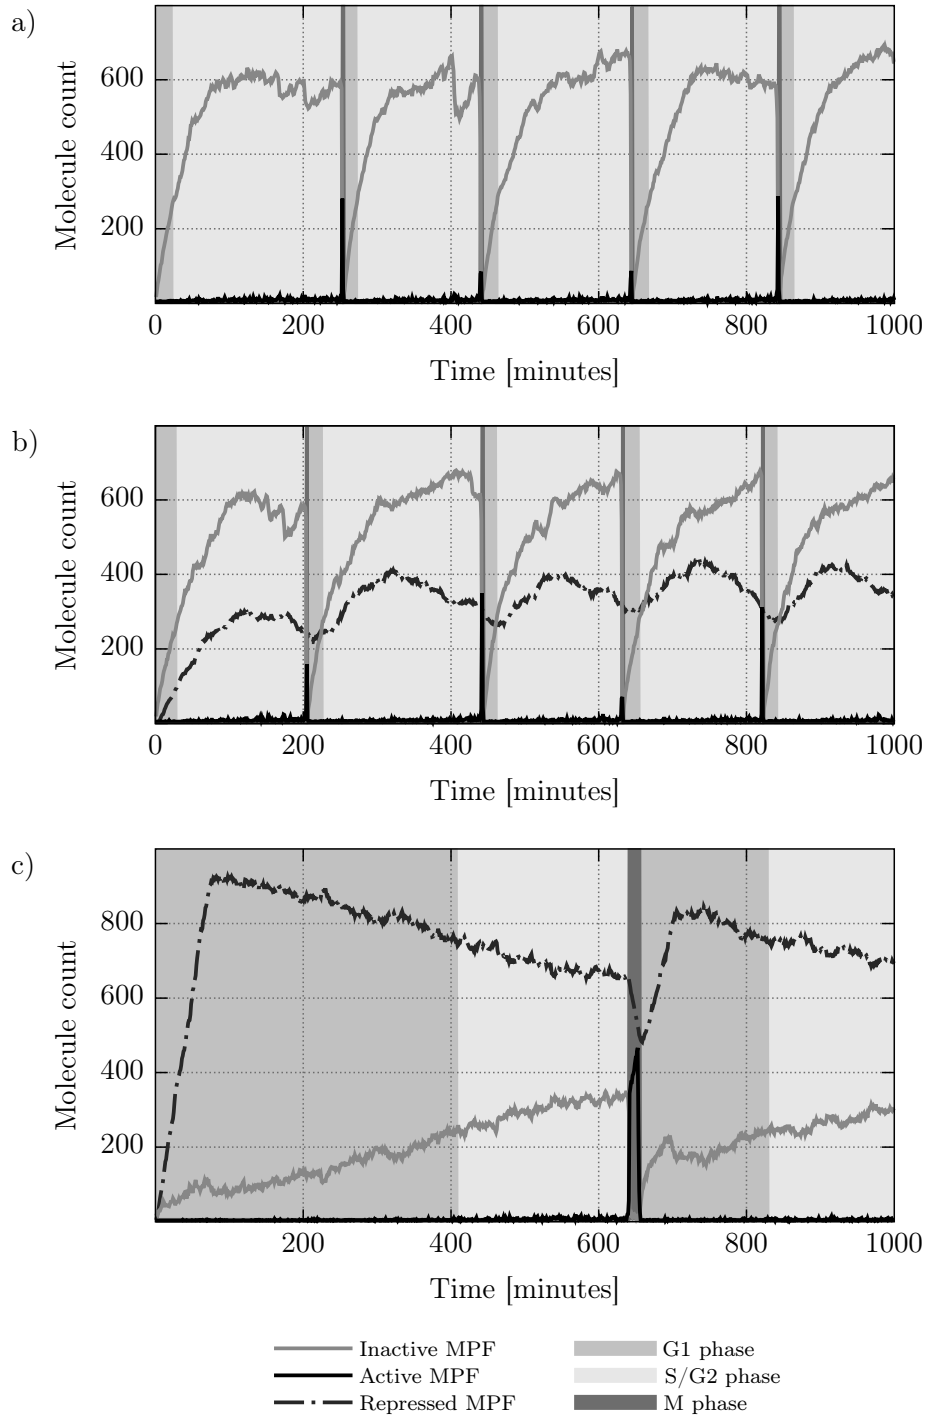 a)
Molecule count
600
400
200
0 200 400 600 800 1000
Time [minutes]
b)
Molecule count
600
400
200
0 200 400 600 800 1000
Time [minutes]
c)
Molecule count
800
600
400
200
200 400 600 800 1000
Time [minutes]
Inactive MPF G1 phase
Active MPF S/G2 phase
Repressed MPF M phase